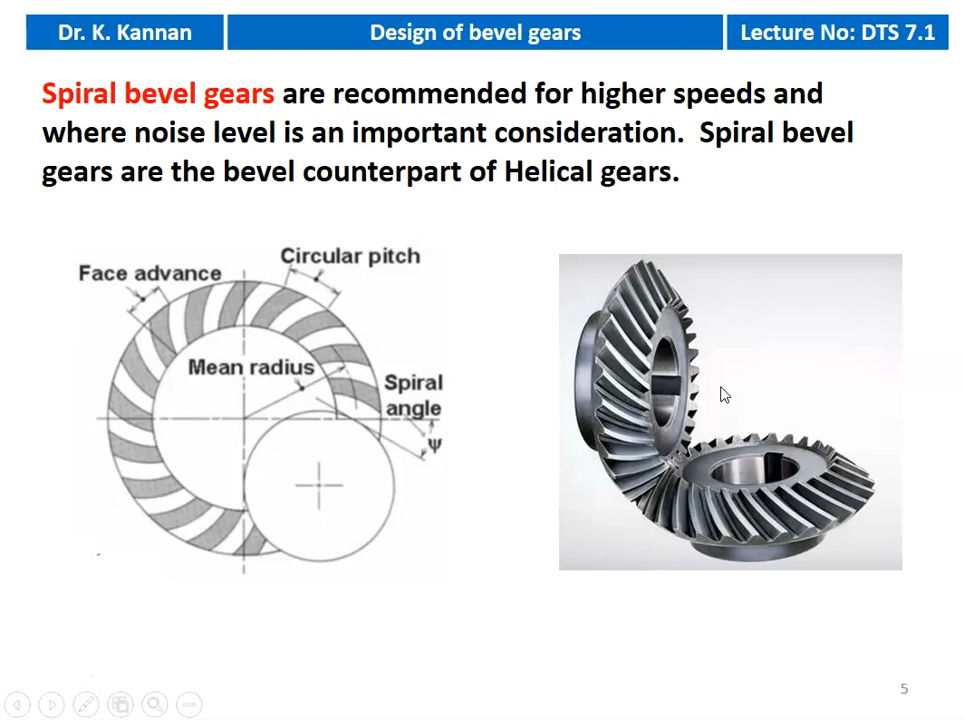 Dr. K. Kannan
Design of bevel gears
Lecture No: DTS 7.1
Spiral bevel gears are recommended for higher speeds and
where noise level is an important consideration.  Spiral bevel
gears are the bevel counterpart of Helical gears.
Circular pitch
Face advance
Mean radius
Spiral
angle
ψ
5